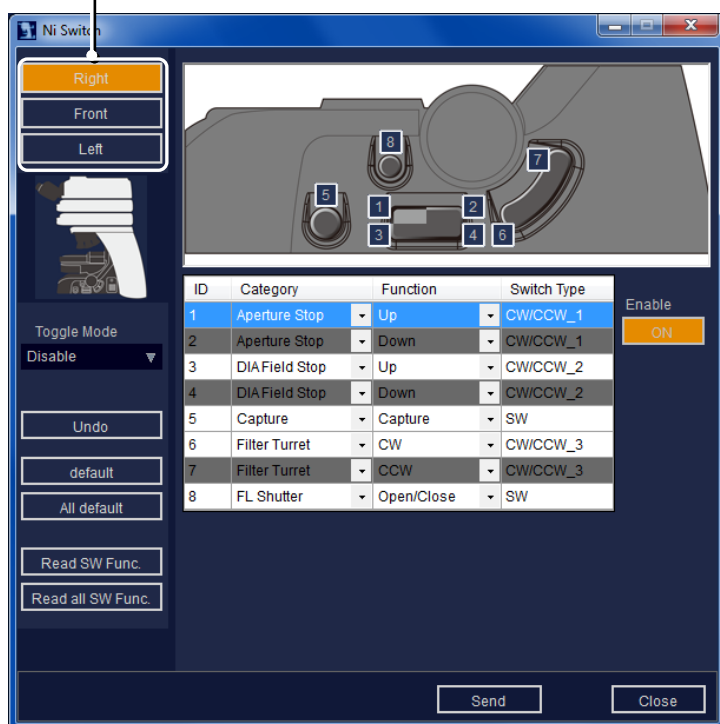 Ni Switch
Right
Front
Left
8
7
5
1
2
3
4
6
Toggle Mode
Disable
Undo
default
All default
Read SW Func.
Read all SW Func.
ID Category Function Switch Type
1 Aperture Stop Up CW/CCW_1
2 Aperture Stop Down CW/CCW_1
3 DIA Field Stop Up CW/CCW_2
4 DIA Field Stop Down CW/CCW_2
5 Capture Capture SW
6 Filter Turret CW CW/CCW_3
7 Filter Turret CCW CW/CCW_3
8 FL Shutter Open/Close SW
Enable
ON
Send Close